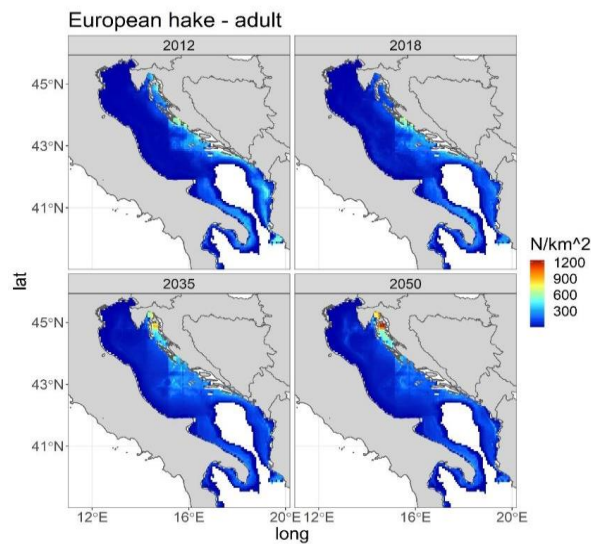 European hake - adult
2012 2018
45°N
43°N
41°N
2035 2050
45°N
43°N
41°N
12°E 16°E 20°E 12°E 16°E 20°E
long
lat
N/km^2
1200
900
600
300